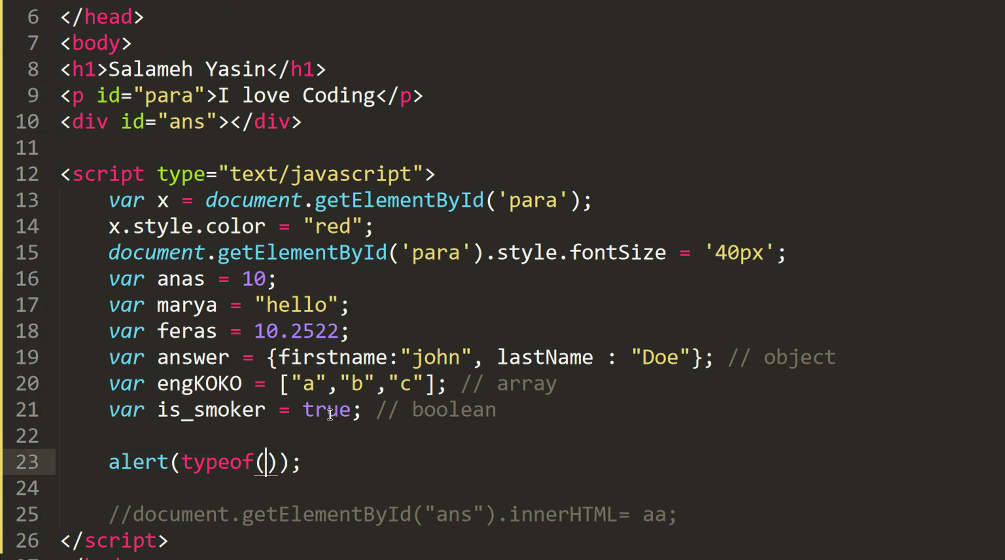 6 </head>
7 <body>
8 <h1>Salameh Yasin</h1>
9 <p id="para">I love Coding</p>
10 <div id="ans"></div>
11
12 <script type="text/javascript">
13 var x = document.getElementById('para');
14 x.style.color = "red";
15 document.getElementById('para').style.fontSize = '40px';
16 var anas = 10;
17 var marya = "hello";
18 var feras = 10.2522;
19 var answer = {firstname:"john", lastName : "Doe"}; // object
20 var engKOKO = ["a","b","c"]; // array
21 var is_smoker = true; // boolean
22
23 alert(typeof());
24
25 //document.getElementById("ans").innerHTML= aa;
26 </script>